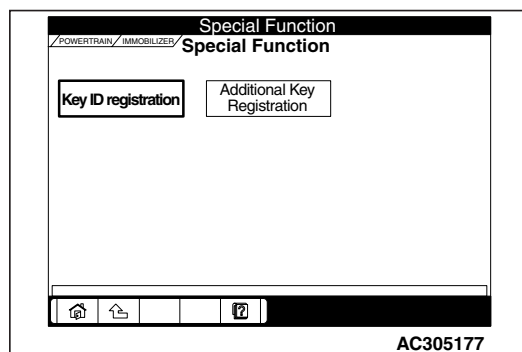 Special Function
POWERTRAIN IMMOBILIZER Special Function
Key ID registration
Additional Key
Registration
AC305177